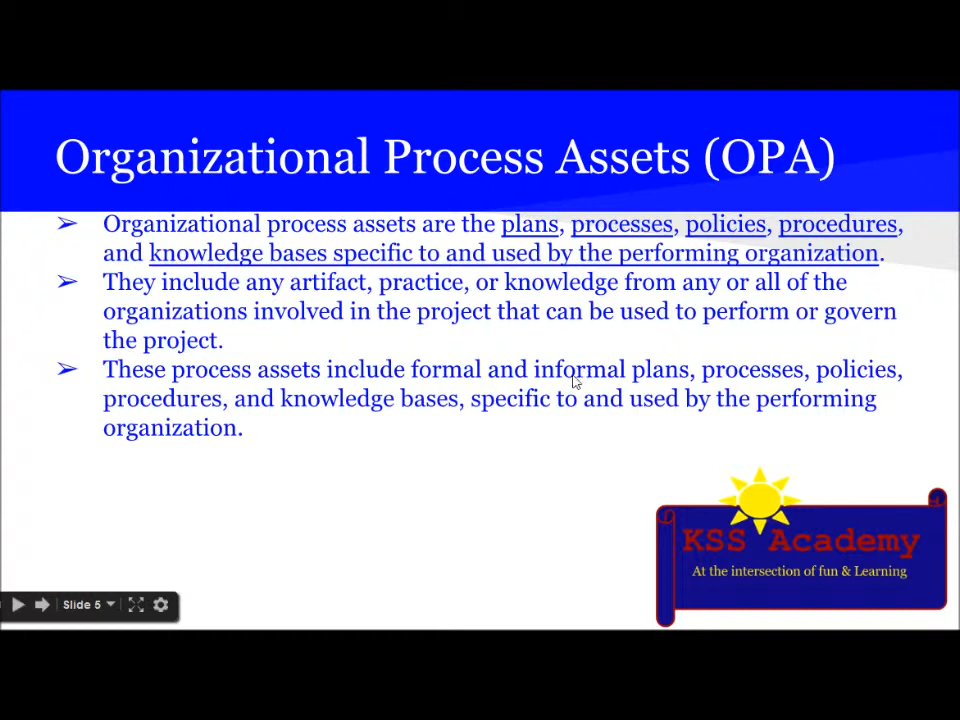 Organizational Process Assets (OPA)
➢ Organizational process assets are the plans, processes, policies, procedures,
and knowledge bases specific to and used by the performing organization.
➢ They include any artifact, practice, or knowledge from any or all of the
organizations involved in the project that can be used to perform or govern
the project.
➢ These process assets include formal and informal plans, processes, policies,
procedures, and knowledge bases, specific to and used by the performing
organization.
KSS Academy
At the intersection of fun & Learning
Slide 5